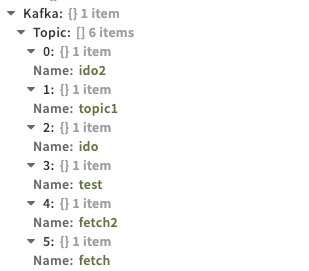 Kafka: {} 1 item
Topic: [] 6 items
0: {} 1 item
Name: ido2
1: {} 1 item
Name: topic1
2: {} 1 item
Name: ido
3: {} 1 item
Name: test
4: {} 1 item
Name: fetch2
5: {} 1 item
Name: fetch